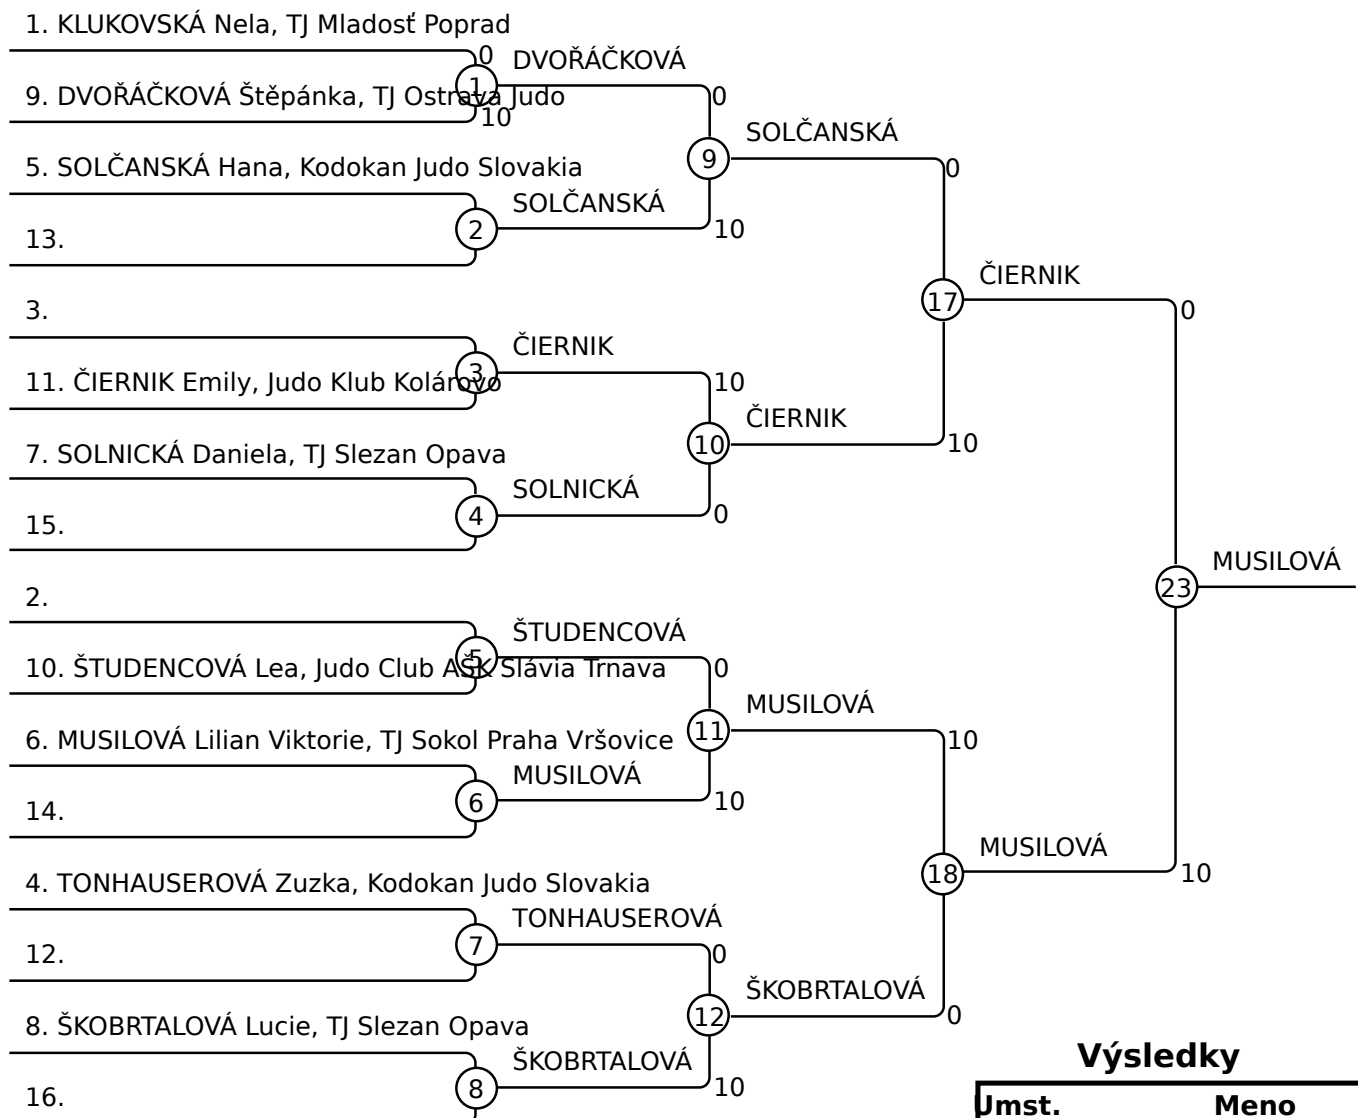 1. KLUKOVSKÁ Nela, TJ Mladosť Poprad
0
DVOŘÁČKOVÁ
1
9. DVOŘÁČKOVÁ Štěpánka, TJ Ostrava Judo
0
10
SOLČANSKÁ
9
5. SOLČANSKÁ Hana, Kodokan Judo Slovakia
0
SOLČANSKÁ
2
10
13.
ČIERNIK
17
3.
0
ČIERNIK
3
11. ČIERNIK Emily, Judo Klub Kolárovo
10
ČIERNIK
10
10
7. SOLNICKÁ Daniela, TJ Slezan Opava
SOLNICKÁ
4
0
15.
MUSILOVÁ
23
2.
ŠTUDENCOVÁ
5
10. ŠTUDENCOVÁ Lea, Judo Club AŠK Slávia Trnava
0
MUSILOVÁ
11
6. MUSILOVÁ Lilian Viktorie, TJ Sokol Praha Vršovice
10
MUSILOVÁ
6
10
14.
MUSILOVÁ
18
10
4. TONHAUSEROVÁ Zuzka, Kodokan Judo Slovakia
TONHAUSEROVÁ
7
12.
0
ŠKOBRTALOVÁ
12
0
8. ŠKOBRTALOVÁ Lucie, TJ Slezan Opava
ŠKOBRTALOVÁ
8
10
16.
Výsledky
Umst. Meno